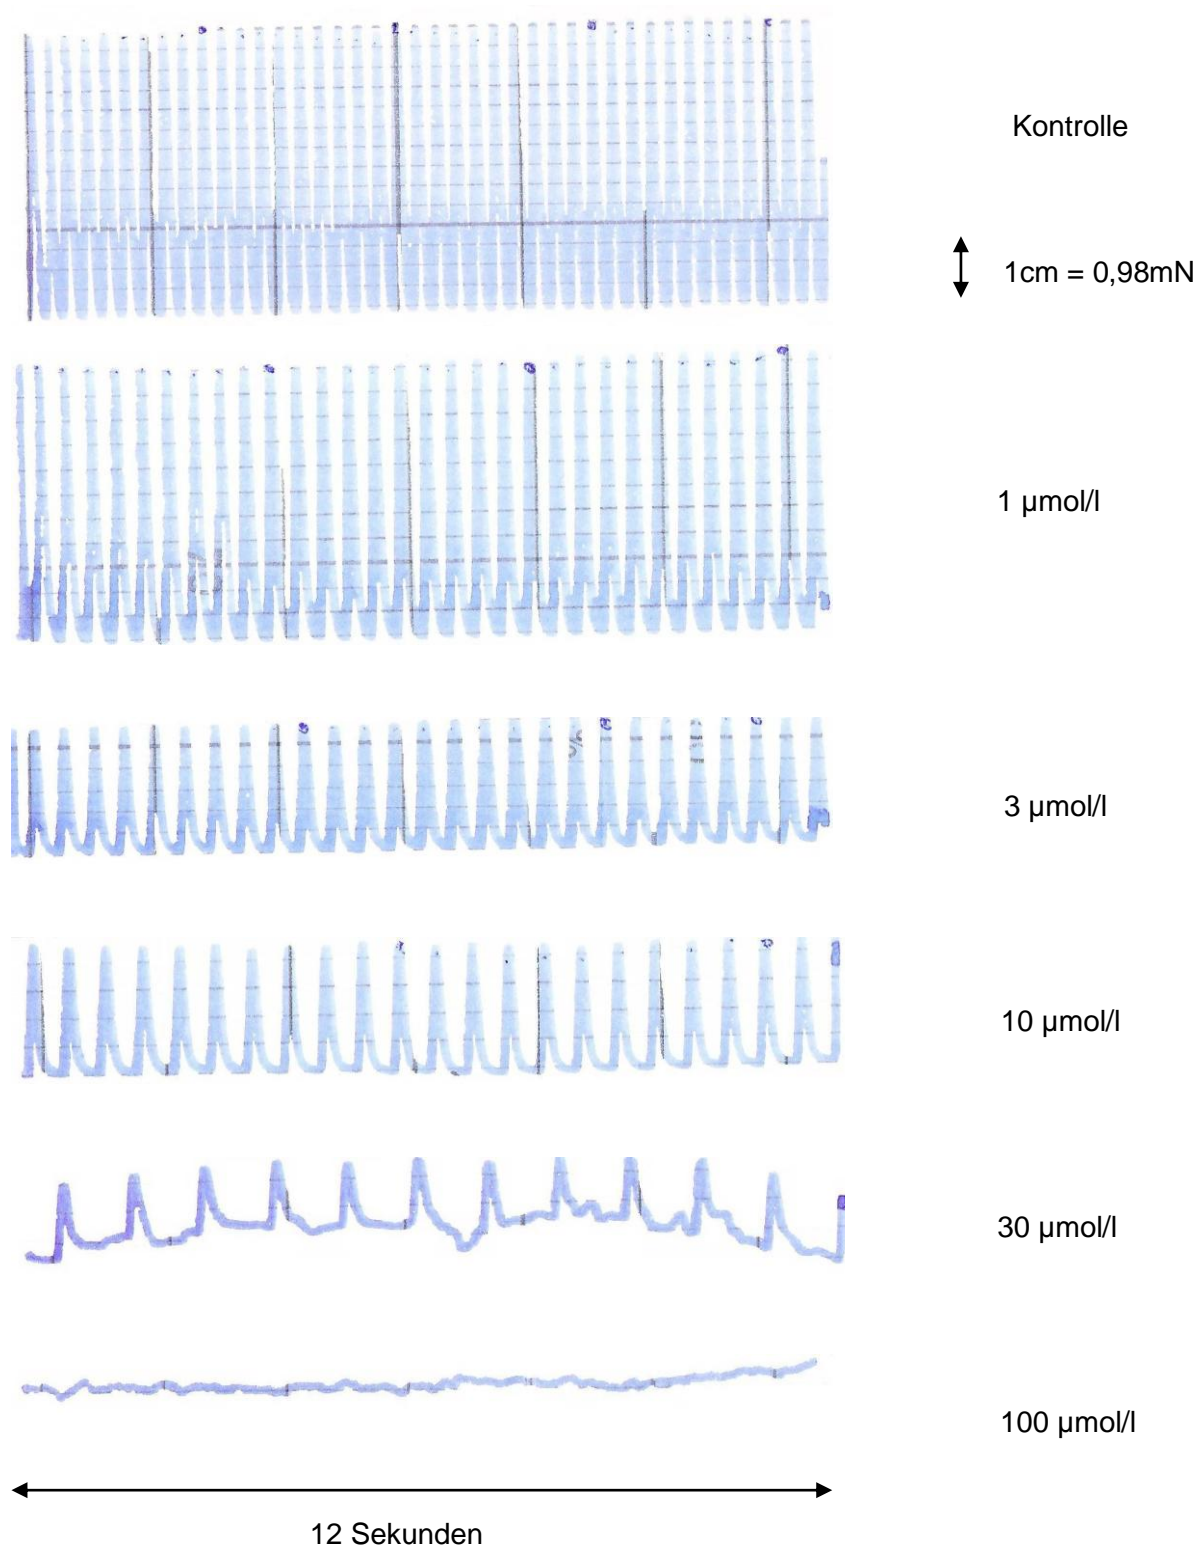 Kontrolle
1cm = 0,98mN
1 µmol/l
3 µmol/l
10 µmol/l
30 µmol/l
100 µmol/l
12 Sekunden